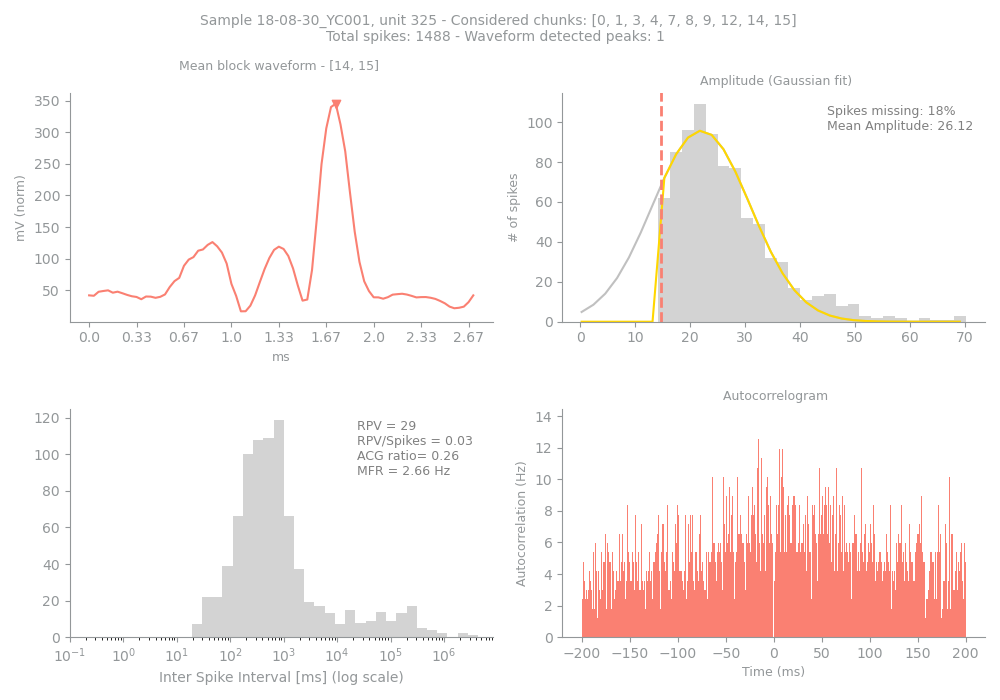 Sample 18-08-30_YC001, unit 325 - Considered chunks: [0, 1, 3, 4, 7, 8, 9, 12, 14, 15]
Total spikes: 1488 - Waveform detected peaks: 1
Mean block waveform - [14, 15]
350
300
250
200
150
100
50
mV (norm)
0.0 0.33 0.67 1.0 1.33 1.67 2.0 2.33 2.67
ms
Amplitude (Gaussian fit)
Spikes missing: 18%
Mean Amplitude: 26.12
100
80
60
40
20
0
# of spikes
0 10 20 30 40 50 60 70
120
100
80
60
40
20
0
RPV = 29
RPV/Spikes = 0.03
ACG ratio= 0.26
MFR = 2.66 Hz
10⁻¹ 10⁰ 10¹ 10² 10³ 10⁴ 10⁵ 10⁶
Inter Spike Interval [ms] (log scale)
Autocorrelogram
14
12
10
8
6
4
2
0
Autocorrelation (Hz)
−200 −150 −100 −50 0 50 100 150 200
Time (ms)